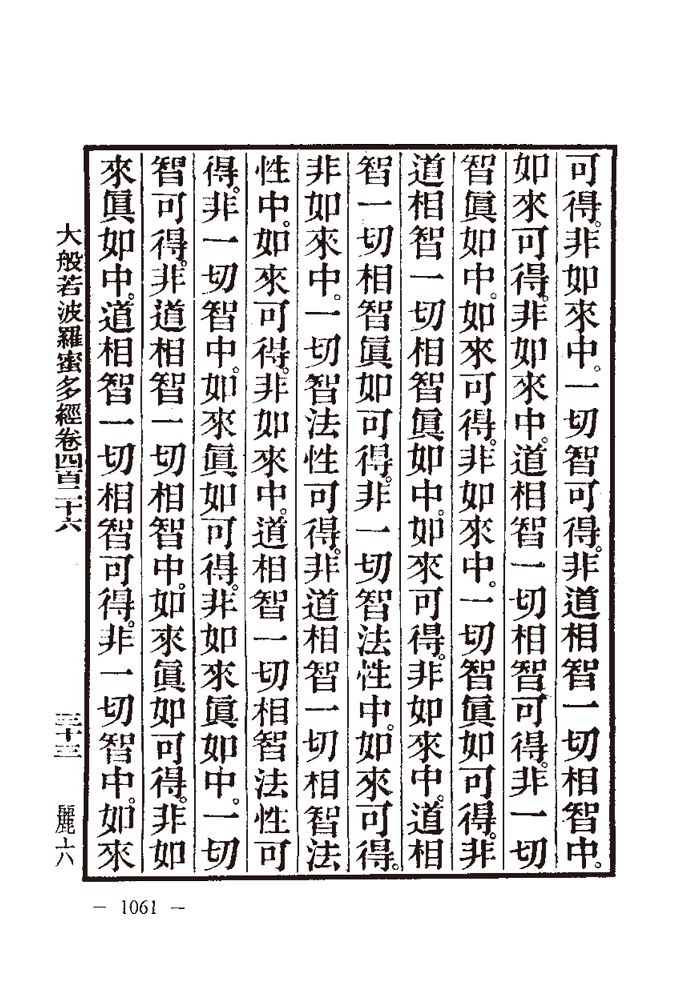 可得。非如來中。一切智可得。非道相智一切相智中。
如來可得。非如來中。道相智一切相智可得。非一切
智眞如中。如來可得。非如來中。一切智眞如可得。非
道相智一切相智眞如中。如來可得。非如來中。道相
智一切相智眞如可得。非一切智法性中。如來可得。
非如來中。一切智法性可得。非道相智一切相智法
性中。如來可得。非如來中。道相智一切相智法性可
得。非一切智中。如來眞如可得。非如來眞如中。一切
智可得。非道相智一切相智中。如來眞如可得。非如
來眞如中。道相智一切相智可得。非一切智中。如來
大般若波羅蜜多經卷四百二十六
三十三
麗六
— 1061 —